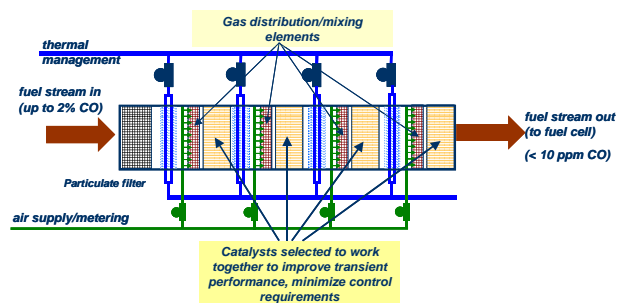 Gas distribution/mixing
elements
thermal
management
fuel stream in
(up to 2% CO)
fuel stream out
(to fuel cell)
(< 10 ppm CO)
Particulate filter
air supply/metering
Catalysts selected to work
together to improve transient
performance, minimize control
requirements